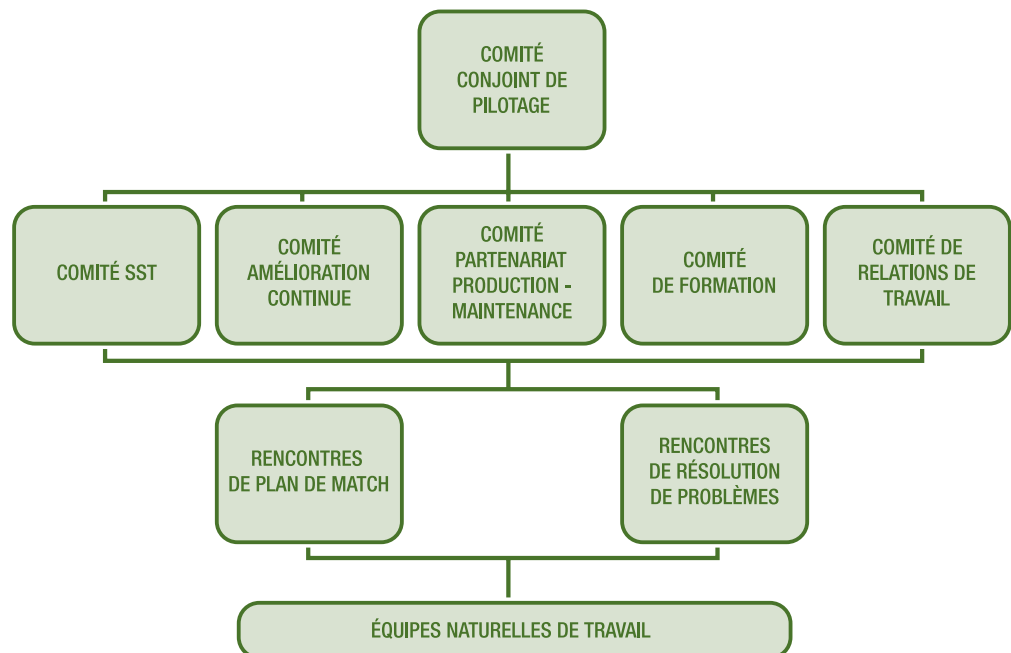 COMITÉ
CONJOINT DE
PILOTAGE
COMITÉ SST
COMITÉ
AMÉLIORATION
CONTINUE
COMITÉ
PARTENARIAT
PRODUCTION -
MAINTENANCE
COMITÉ
DE FORMATION
COMITÉ DE
RELATIONS DE
TRAVAIL
RENCONTRES
DE PLAN DE MATCH
RENCONTRES
DE RÉSOLUTION
DE PROBLÈMES
ÉQUIPES NATURELLES DE TRAVAIL